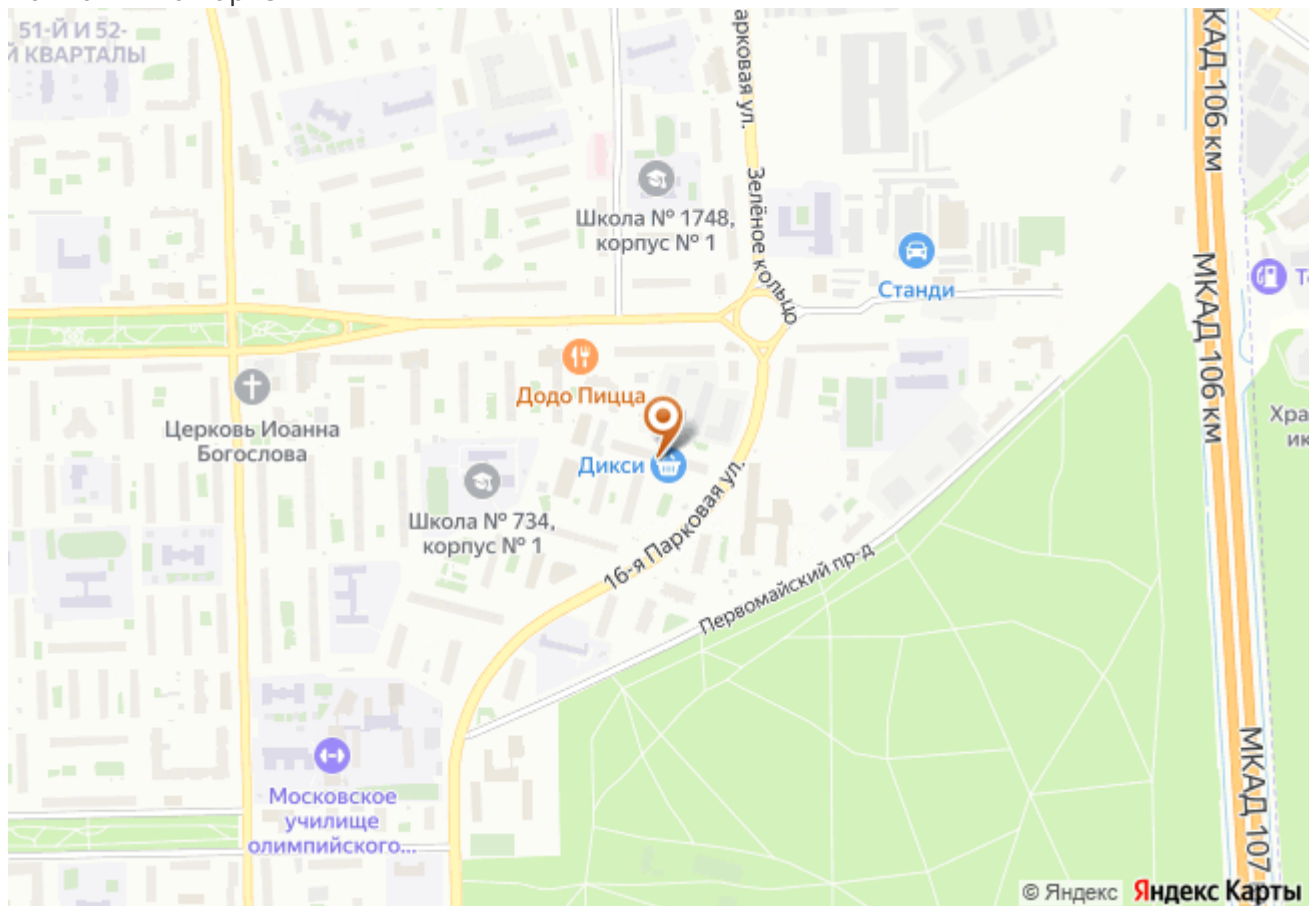 51-Й И 52-
Й КВАРТАЛЫ
арковая ул.
Зелёное кольцо
КАД 106 км
Школа № 1748,
корпус № 1
Станди
МКАД 106 км
Додо Пицца
Церковь Иоанна
Богослова
Дикси
Школа № 734,
корпус № 1
16-я Парковая ул.
Первомайский пр-д
Хра
ик
Московское
училище
олимпийского...
МКАД 107
© Яндекс Яндекс Карты